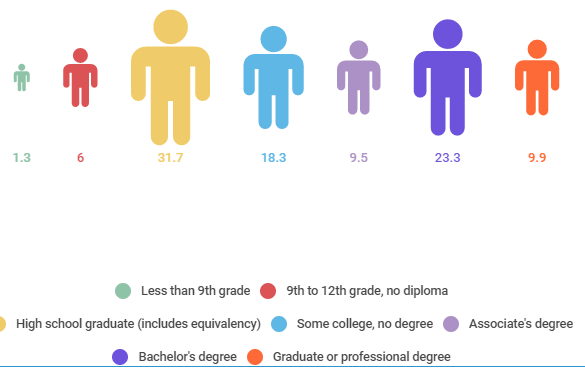 1.3 6 31.7 18.3 9.5 23.3 9.9
Less than 9th grade 9th to 12th grade, no diploma
High school graduate (includes equivalency) Some college, no degree Associate's degree
Bachelor's degree Graduate or professional degree